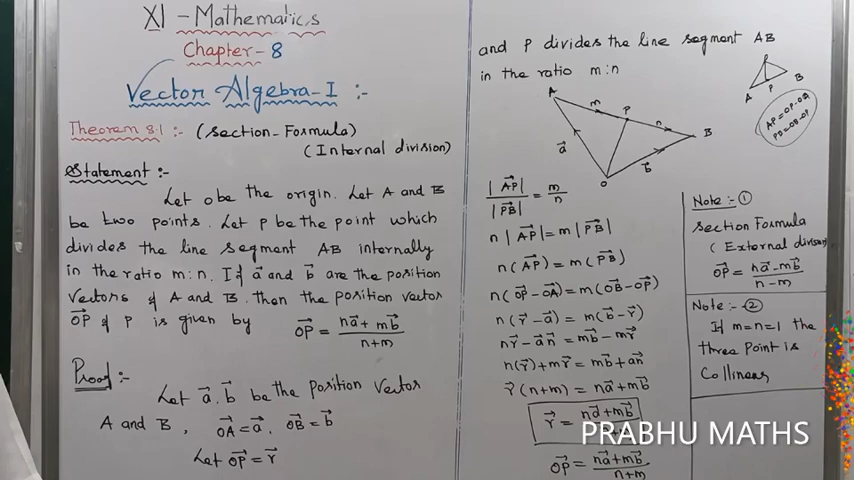 XI - Mathematics
Chapter - 8
Vector Algebra - I :-
Theorem 8.1 :- (section - Formula)
(Internal division)
Statement :-
Let o be the origin. Let A and B
be two points. Let P be the point which
divides the line segment AB internally
in the ratio m:n. If a⃗ and b⃗ are the position
vectors of A and B. then the position vector
OP⃗ of P is given by OP⃗ = (na⃗ + mb⃗)/(n+m)
Proof :-
Let a⃗, b⃗ be the position vector
A and B, OA⃗ = a⃗, OB⃗ = b⃗
Let OP⃗ = r⃗
and P divides the line segment AB
in the ratio m:n
A m P n B
a⃗ b⃗
O
A P B
AP = OP - OA
PB = OB - OP
|AP⃗|/|PB⃗| = m/n
n|AP⃗| = m|PB⃗|
n(AP⃗) = m(PB⃗)
n(OP⃗ - OA⃗) = m(OB⃗ - OP⃗)
n(r⃗ - a⃗) = m(b⃗ - r⃗)
nr⃗ - a⃗n⃗ = mb⃗ - mr⃗
n(r⃗) + mr⃗ = mb⃗ + an⃗
r⃗(n+m) = na⃗ + mb⃗
r⃗ = (na⃗ + mb⃗)
OP⃗ = (na⃗ + mb⃗)/(n+m)
Note :- ①
section Formula
(External division)
OP⃗ = (na⃗ - mb⃗)/(n-m)
Note :- ②
If m=n=1 the
three point is
Collinear
PRABHU MATHS